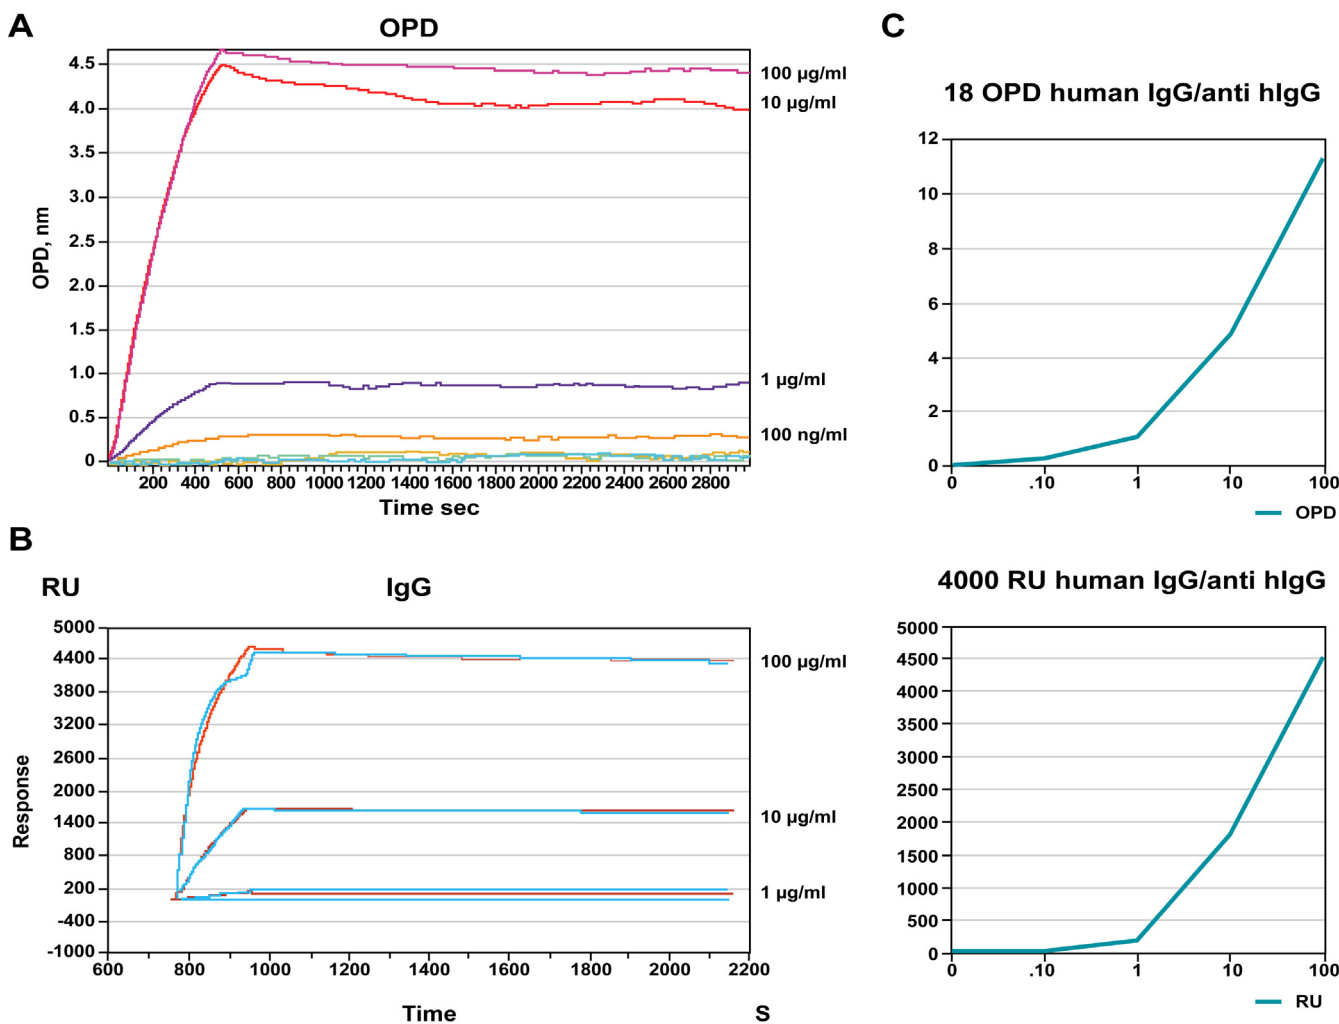 A
OPD
4.5
4.0
3.5
3.0
2.5
2.0
1.5
1.0
0.5
0
OPD, nm
100 µg/ml
10 µg/ml
1 µg/ml
100 ng/ml
200 400 600 800 1000 1200 1400 1600 1800 2000 2200 2400 2600 2800
Time sec
B
RU
IgG
5000
4400
3800
3200
2600
2000
1400
800
200
-400
-1000
Response
100 µg/ml
10 µg/ml
1 µg/ml
600 800 1000 1200 1400 1600 1800 2000 2200
Time
S
C
18 OPD human IgG/anti hIgG
12
10
8
6
4
2
0
0 .10 1 10 100
OPD
4000 RU human IgG/anti hIgG
5000
4500
4000
3500
3000
2500
2000
1500
1000
500
0
0 .10 1 10 100
RU